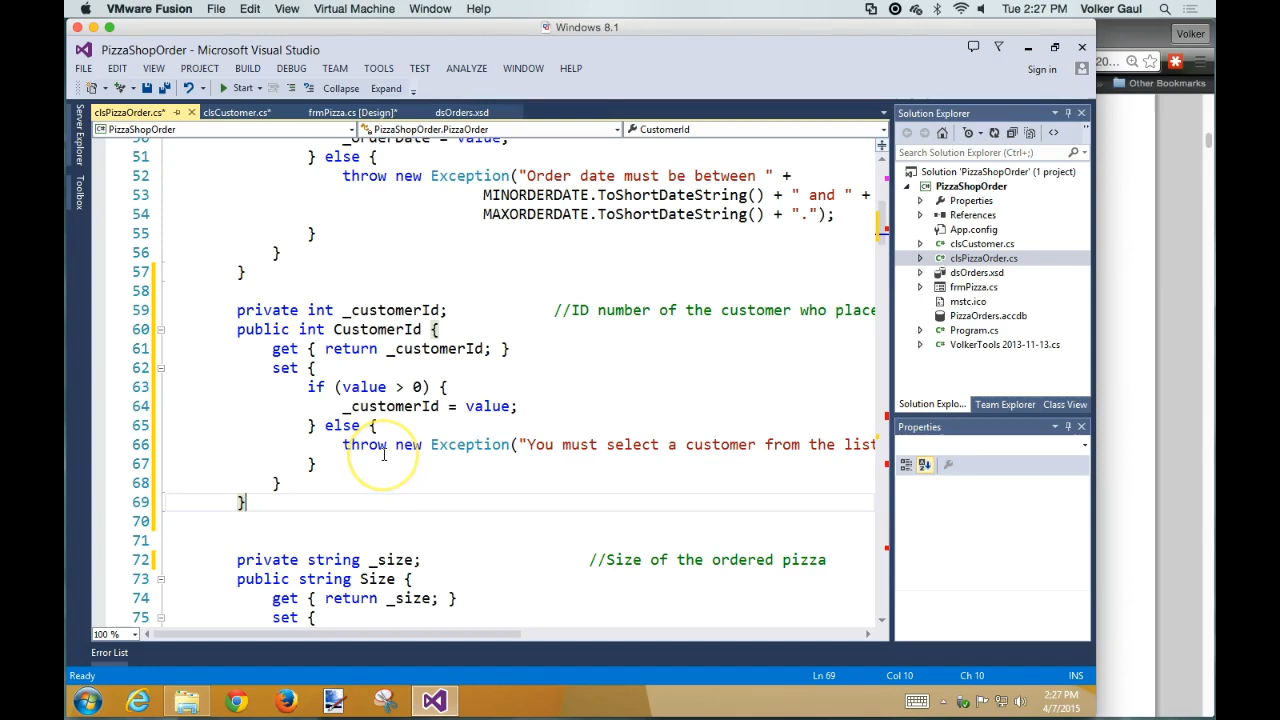 VMware Fusion File Edit View Virtual Machine Window Help Tue 2:27 PM Volker Gaul
Windows 8.1
Volker
PizzaShopOrder - Microsoft Visual Studio
FILE EDIT VIEW PROJECT BUILD DEBUG TEAM TOOLS TEST ANALYZE WINDOW HELP Sign in
20...
Start Collapse Expand
Other Bookmarks
clsPizzaOrder.cs* clsCustomer.cs* frmPizza.cs [Design]* dsOrders.xsd
PizzaShopOrder PizzaShopOrder.PizzaOrder CustomerId
Server Explorer
Toolbox
_orderDate = value;
51 } else {
52 throw new Exception("Order date must be between " +
53 MINORDERDATE.ToShortDateString() + " and " +
54 MAXORDERDATE.ToShortDateString() + ".");
55 }
56 }
57 }
58
59 private int _customerId; //ID number of the customer who place
60 public int CustomerId {
61 get { return _customerId; }
62 set {
63 if (value > 0) {
64 _customerId = value;
65 } else {
66 throw new Exception("You must select a customer from the list
67 }
68 }
69 }
70
71
72 private string _size; //Size of the ordered pizza
73 public string Size {
74 get { return _size; }
75 set {
100 %
Error List
Ready Ln 69 Col 10 Ch 10 INS
Solution Explorer
Search Solution Explorer (Ctrl+;)
Solution 'PizzaShopOrder' (1 project)
PizzaShopOrder
Properties
References
App.config
clsCustomer.cs
clsPizzaOrder.cs
dsOrders.xsd
frmPizza.cs
mstc.ico
PizzaOrders.accdb
Program.cs
VolkerTools 2013-11-13.cs
Solution Explo... Team Explorer Class View
Properties
2:27 PM
4/7/2015